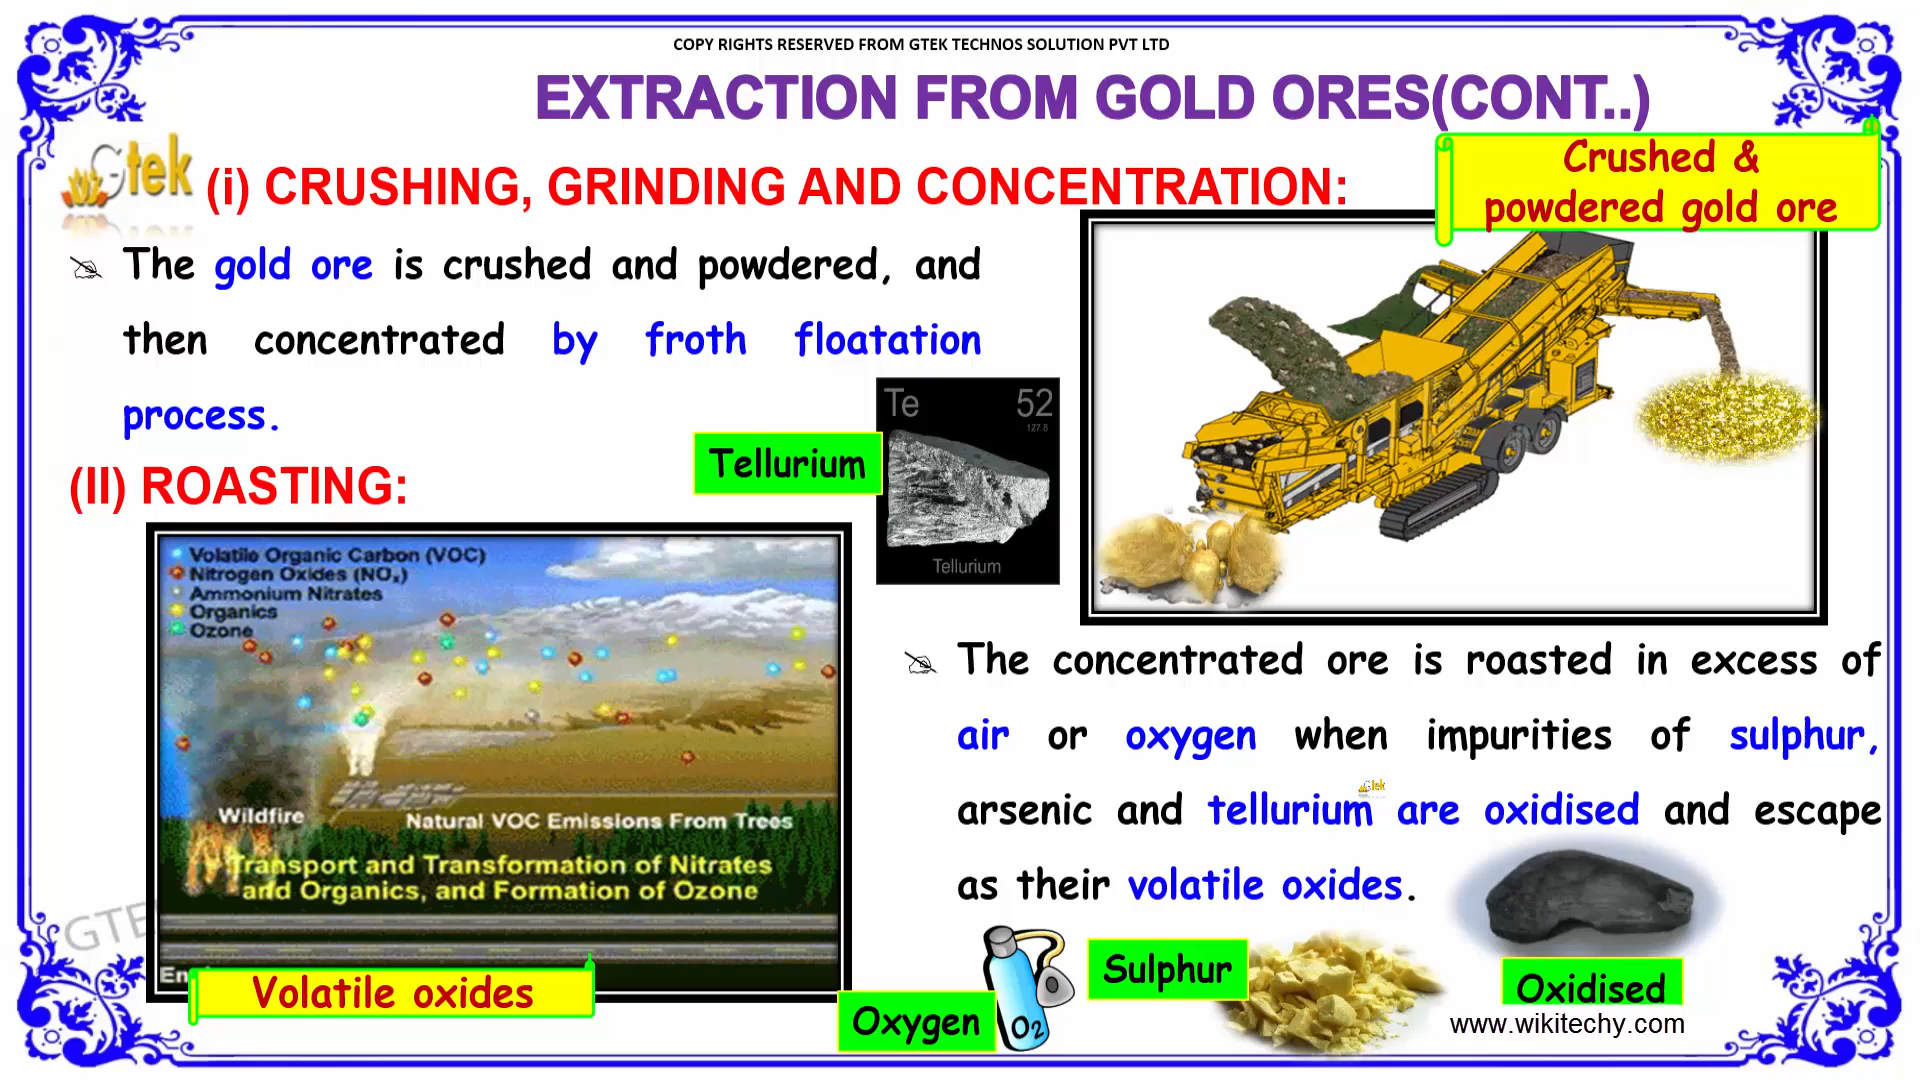 COPY RIGHTS RESERVED FROM GTEK TECHNOS SOLUTION PVT LTD
EXTRACTION FROM GOLD ORES(CONT..)
Gtek
(i) CRUSHING, GRINDING AND CONCENTRATION:
Crushed &
powdered gold ore
The gold ore is crushed and powdered, and
then concentrated by froth floatation
process.
Te 52
127.6
Tellurium
Tellurium
(II) ROASTING:
Volatile Organic Carbon (VOC)
Nitrogen Oxides (NOx)
Ammonium Nitrates
Organics
Ozone
Wildfire
Natural VOC Emissions From Trees
Transport and Transformation of Nitrates
and Organics, and Formation of Ozone
Volatile oxides
The concentrated ore is roasted in excess of
air or oxygen when impurities of sulphur,
arsenic and tellurium are oxidised and escape
as their volatile oxides.
Gtek
GTE
Oxygen
O2
Sulphur
Oxidised
www.wikitechy.com